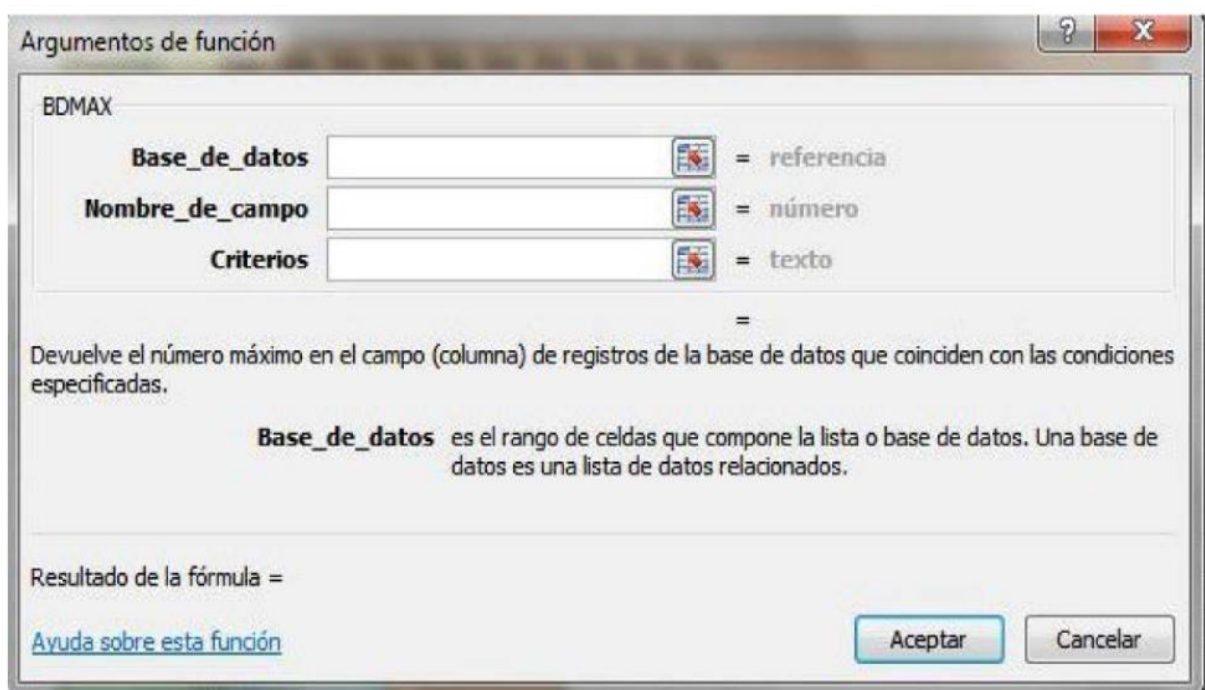 Argumentos de función
?
X
BDMAX
Base_de_datos = referencia
Nombre_de_campo = número
Criterios = texto
=
Devuelve el número máximo en el campo (columna) de registros de la base de datos que coinciden con las condiciones
especificadas.
Base_de_datos es el rango de celdas que compone la lista o base de datos. Una base de
datos es una lista de datos relacionados.
Resultado de la fórmula =
Ayuda sobre esta función
Aceptar Cancelar